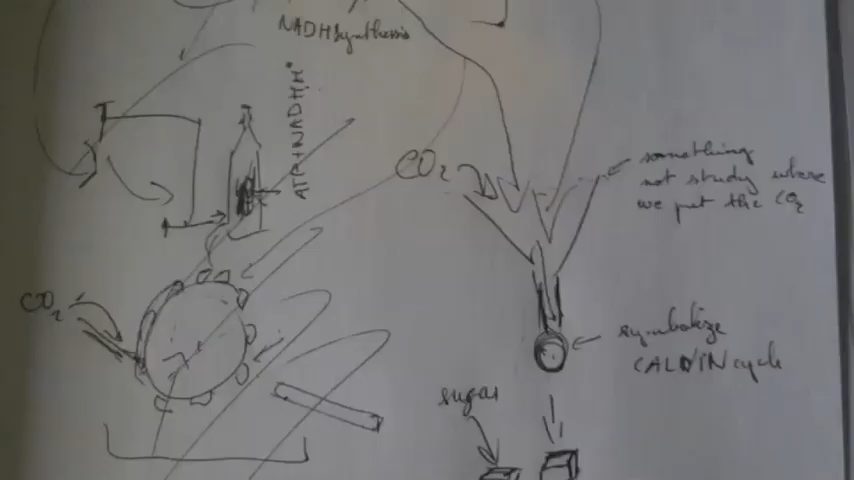 NADH Synthesis
ATP+NADH,H+
CO2
something
not study where
we put the CO2
CO2
symbolize
CALVIN cycle
sugar